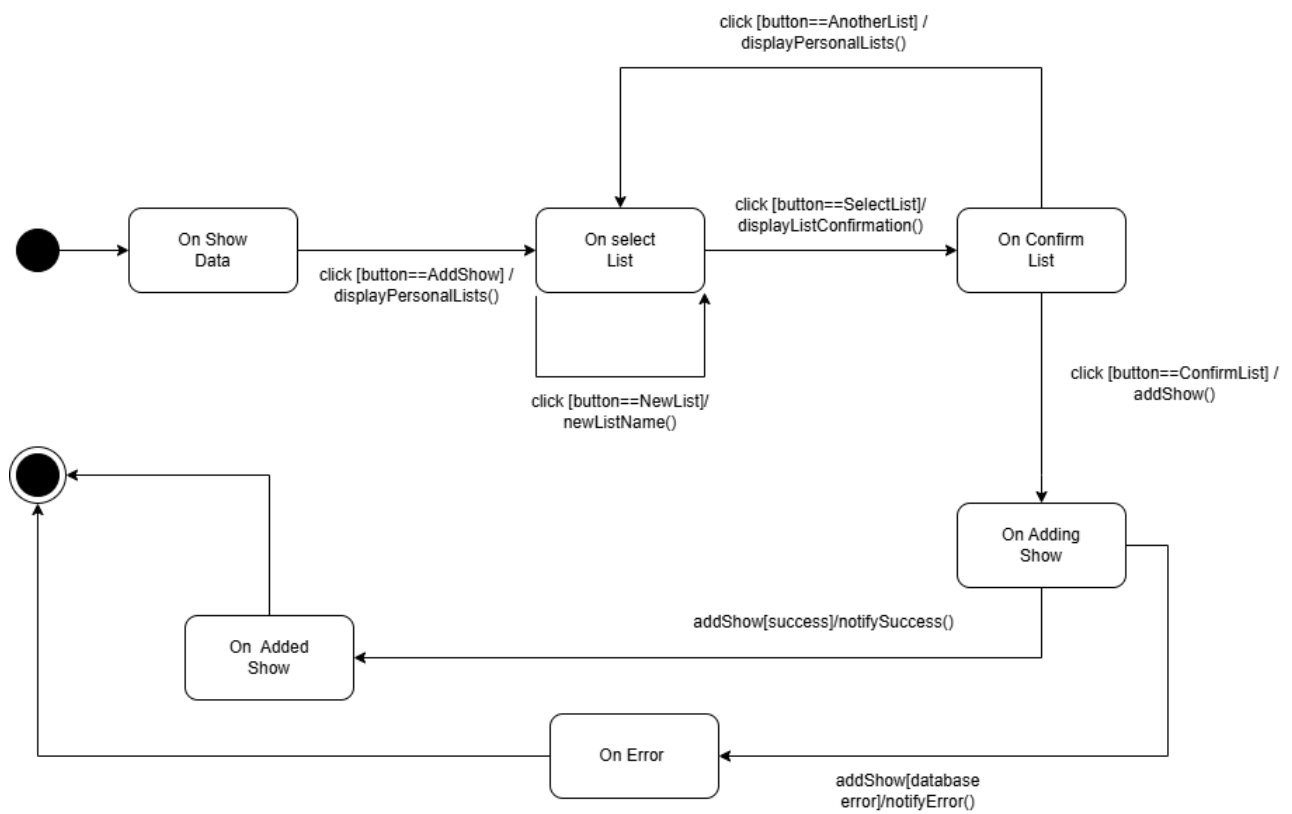 click [button==AnotherList] /
displayPersonalLists()
On Show
Data
click [button==AddShow] /
displayPersonalLists()
On select
List
click [button==SelectList]/
displayListConfirmation()
On Confirm
List
click [button==NewList]/
newListName()
click [button==ConfirmList] /
addShow()
On Adding
Show
addShow[success]/notifySuccess()
On Added
Show
On Error
addShow[database
error]/notifyError()